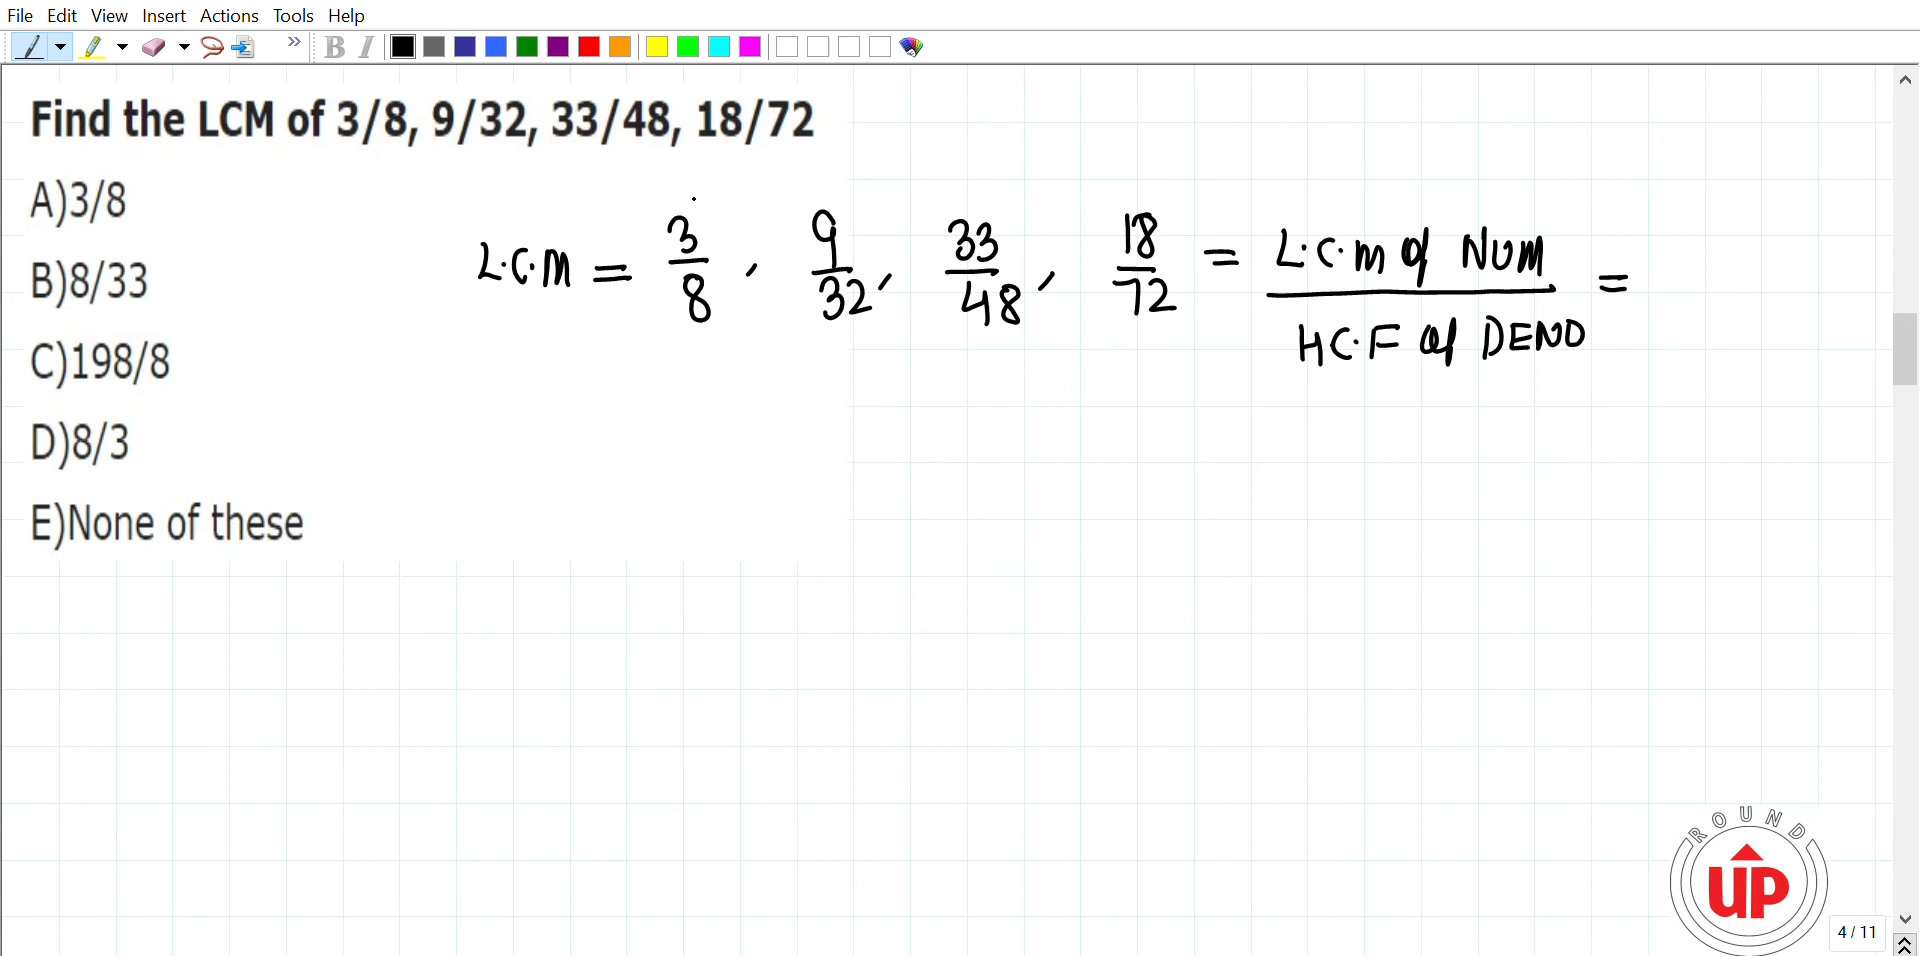 File Edit View Insert Actions Tools Help
B I
Find the LCM of 3/8, 9/32, 33/48, 18/72
A)3/8
B)8/33
C)198/8
D)8/3
E)None of these
L.C.M = 3/8, 9/32, 33/48, 18/72 = L.C.M of NUM / H.C.F of DENO =
ROUND
UP
4 / 11